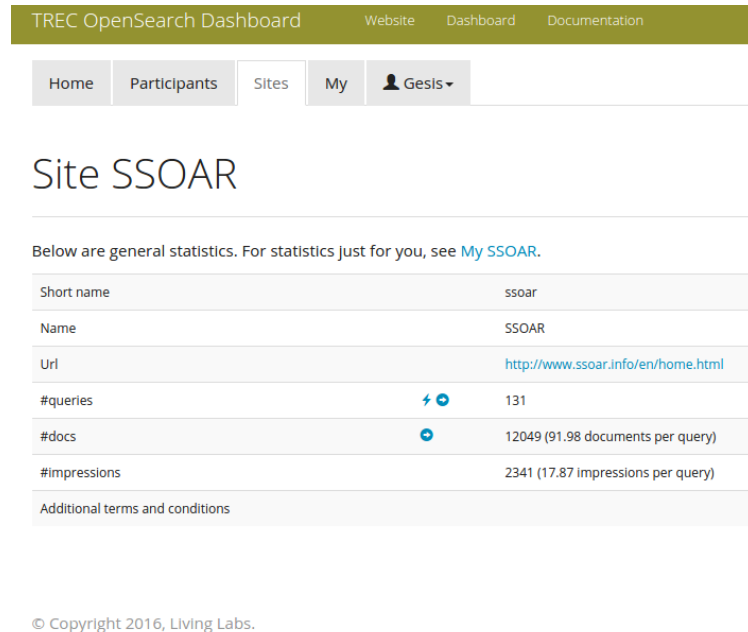 TREC OpenSearch Dashboard Website Dashboard Documentation
Home Participants Sites My Gesis
Site SSOAR
Below are general statistics. For statistics just for you, see My SSOAR.
Short name ssoar
Name SSOAR
Url http://www.ssoar.info/en/home.html
#queries 131
#docs 12049 (91.98 documents per query)
#impressions 2341 (17.87 impressions per query)
Additional terms and conditions
© Copyright 2016, Living Labs.